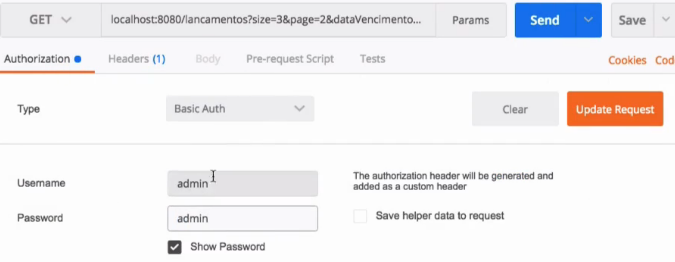 GET localhost:8080/lancamentos?size=3&page=2&dataVencimento... Params Send Save
Authorization Headers (1) Body Pre-request Script Tests Cookies Cod
Type Basic Auth Clear Update Request
Username admin The authorization header will be generated and
added as a custom header
Password admin Save helper data to request
Show Password